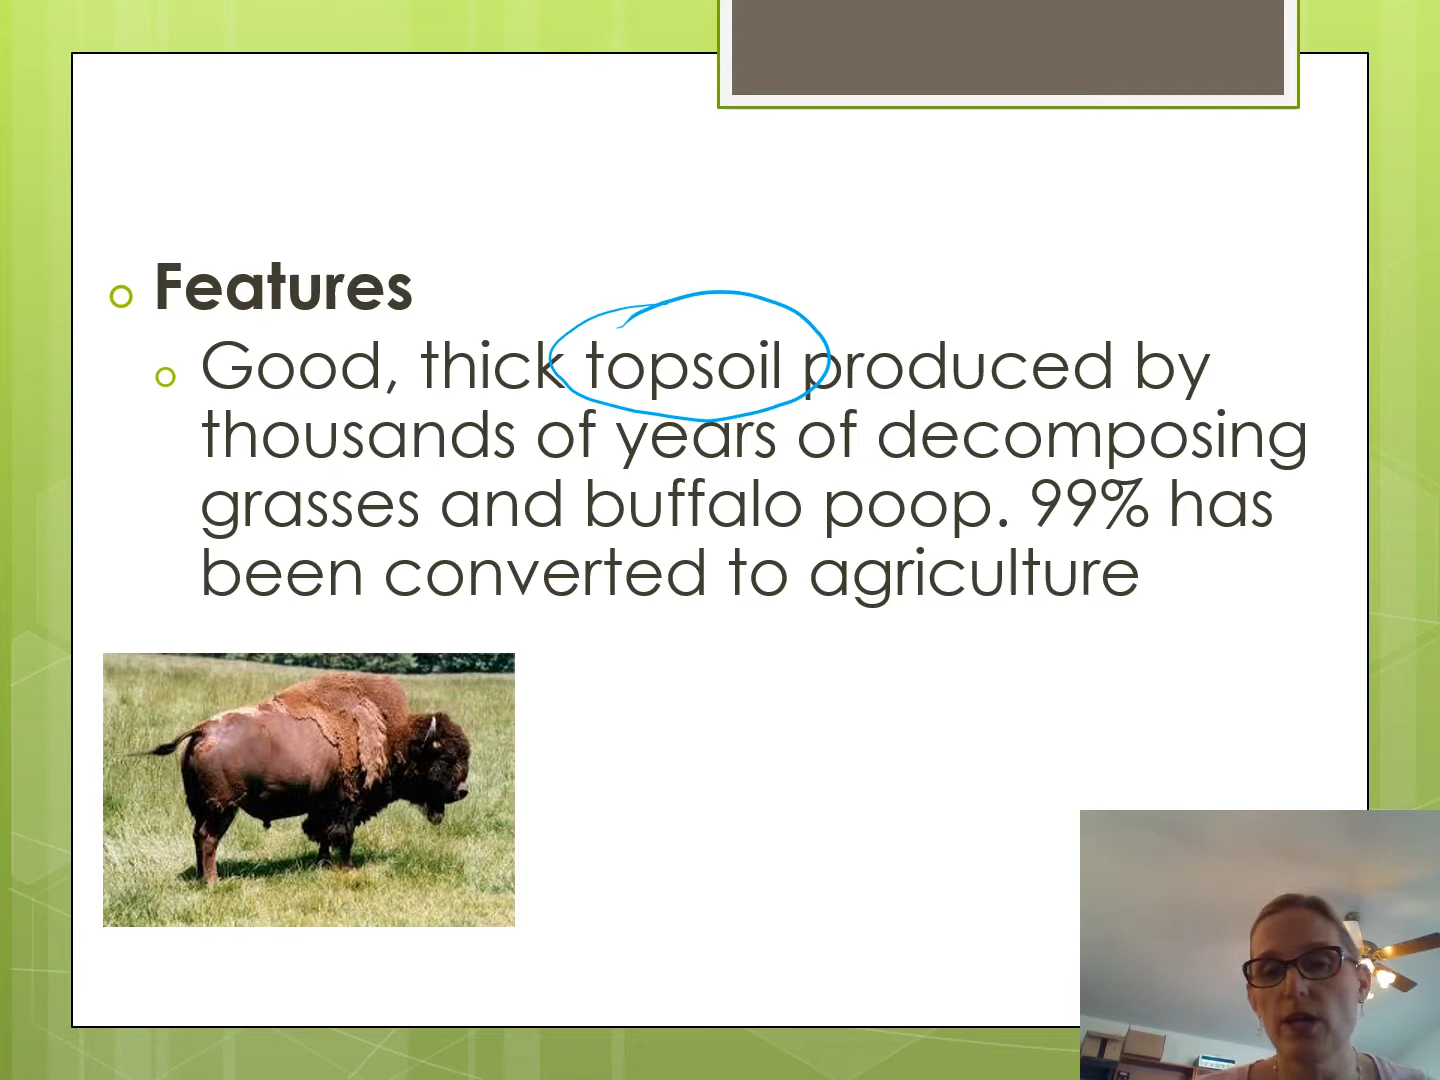 Features
Good, thick topsoil produced by
thousands of years of decomposing
grasses and buffalo poop. 99% has
been converted to agriculture